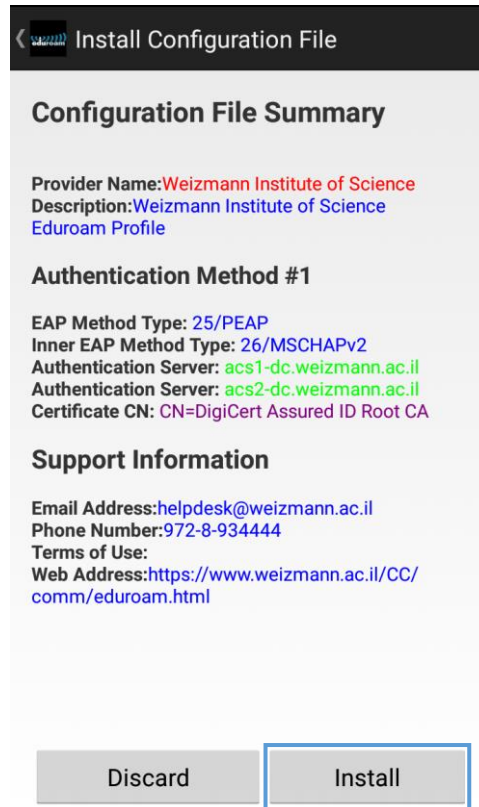 eduroam Install Configuration File
Configuration File Summary
Provider Name:Weizmann Institute of Science
Description:Weizmann Institute of Science
Eduroam Profile
Authentication Method #1
EAP Method Type: 25/PEAP
Inner EAP Method Type: 26/MSCHAPv2
Authentication Server: acs1-dc.weizmann.ac.il
Authentication Server: acs2-dc.weizmann.ac.il
Certificate CN: CN=DigiCert Assured ID Root CA
Support Information
Email Address:helpdesk@weizmann.ac.il
Phone Number:972-8-934444
Terms of Use:
Web Address:https://www.weizmann.ac.il/CC/
comm/eduroam.html
Discard Install